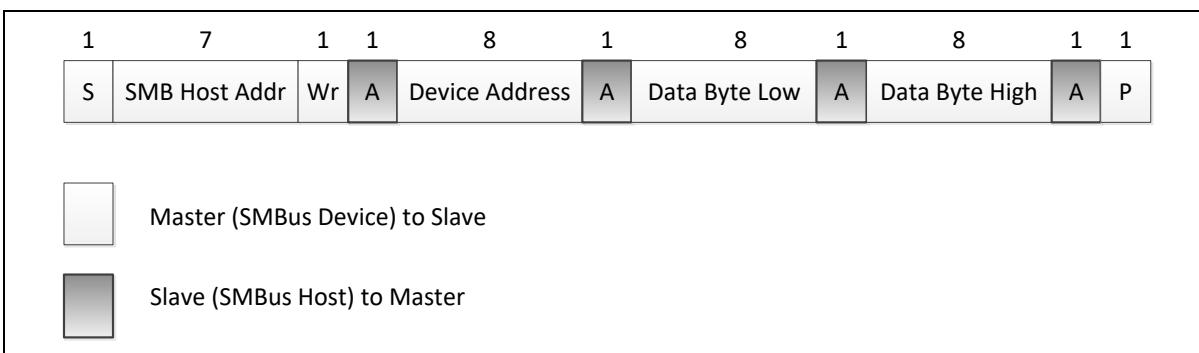 1 7 1 1 8 1 8 1 8 1 1
S SMB Host Addr Wr A Device Address A Data Byte Low A Data Byte High A P
Master (SMBus Device) to Slave
Slave (SMBus Host) to Master